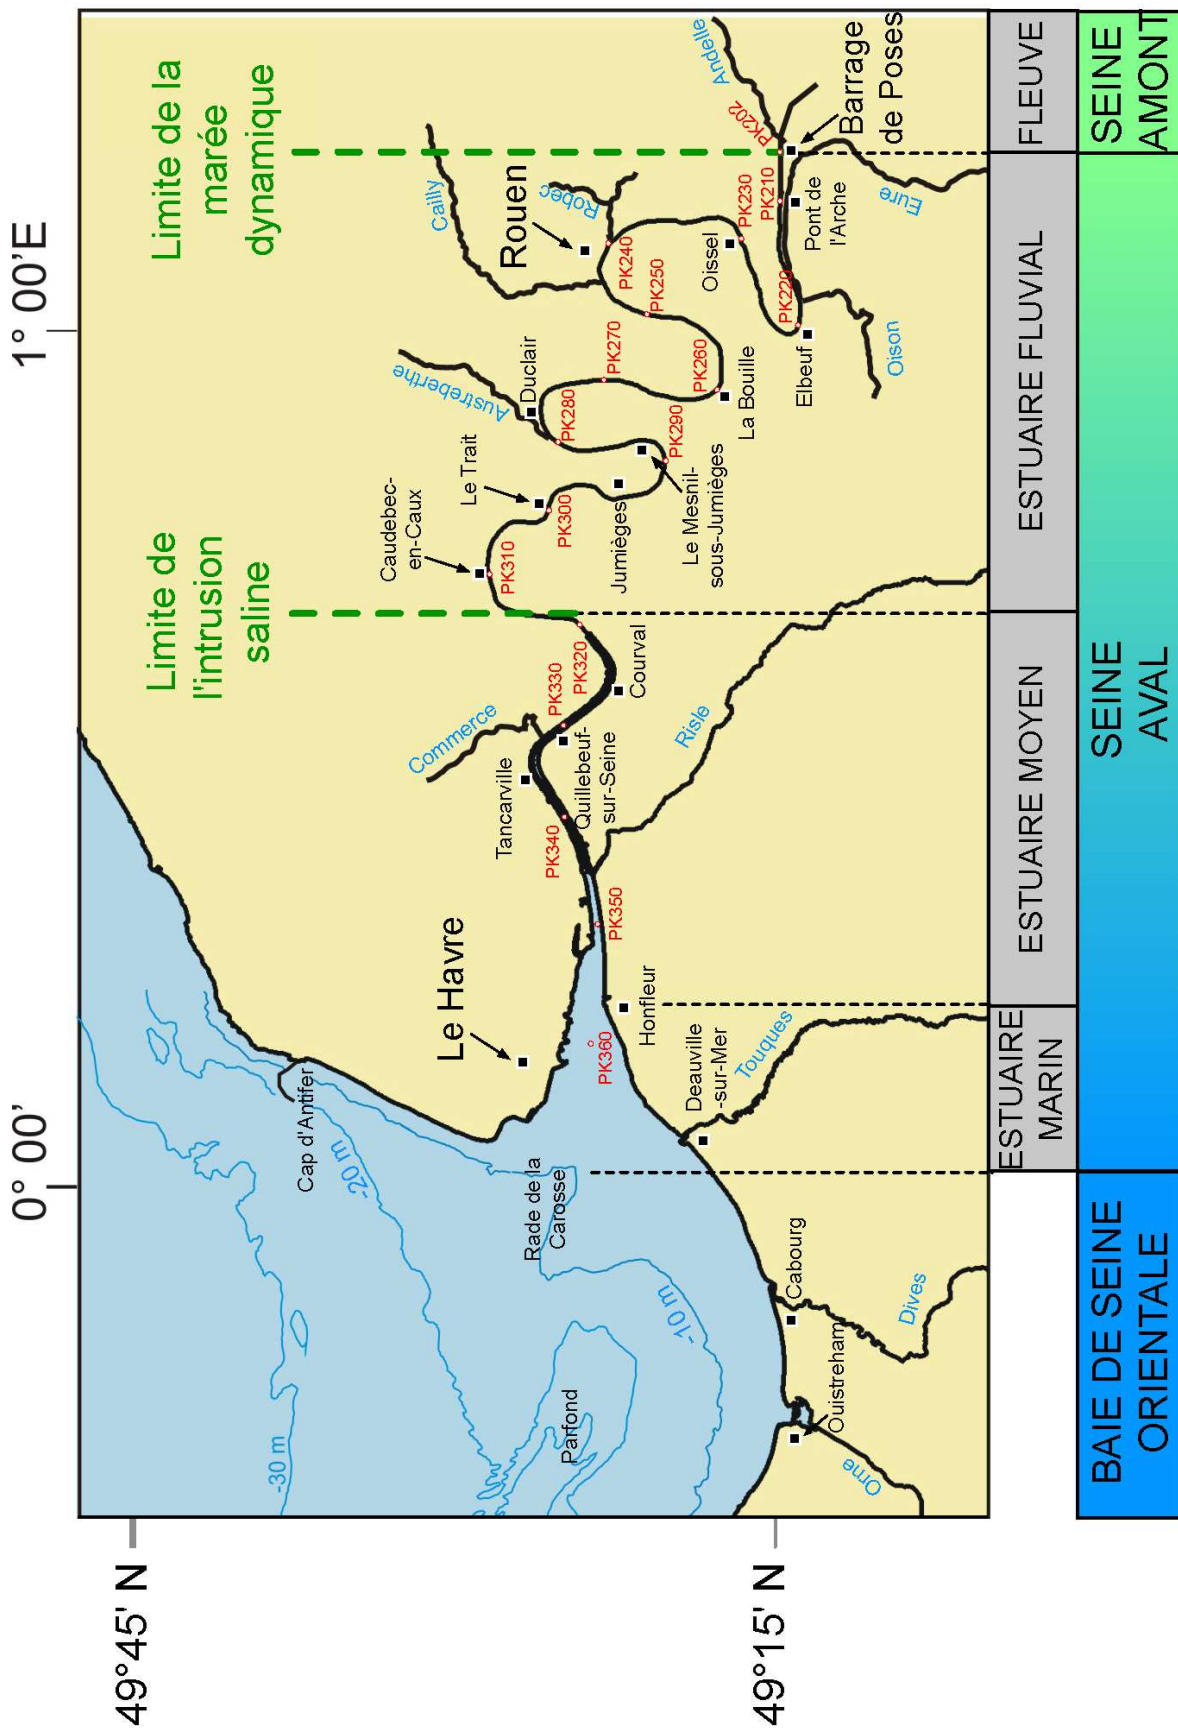 0° 00'
1° 00'E
49°45' N
49°15' N
Limite de
l'intrusion
saline
Limite de la
marée
dynamique
-30 m
-20 m
-10 m
Cap d'Antifer
Rade de la
Carosse
Parfond
Le Havre
Tancarville
Commerce
Caudebec-
en-Caux
Le Trait
Austreberthe
Duclair
Cailly
Rouen
Robec
Andelle
PK202
Barrage
de Poses
PK210
Pont de
l'Arche
Eure
PK220
Elbeuf
Oison
PK230
Oissel
PK240
PK250
PK260
La Bouille
PK270
PK280
PK290
Le Mesnil-
sous-Jumièges
Jumièges
PK300
PK310
PK320
Courval
PK330
Quillebeuf-
sur-Seine
PK340
PK350
Risle
Honfleur
PK360
Deauville
-sur-Mer
Touques
Cabourg
Dives
Ouistreham
Orne
ESTUAIRE
MARIN
ESTUAIRE MOYEN
ESTUAIRE FLUVIAL
FLEUVE
BAIE DE SEINE
ORIENTALE
SEINE
AVAL
SEINE
AMONT